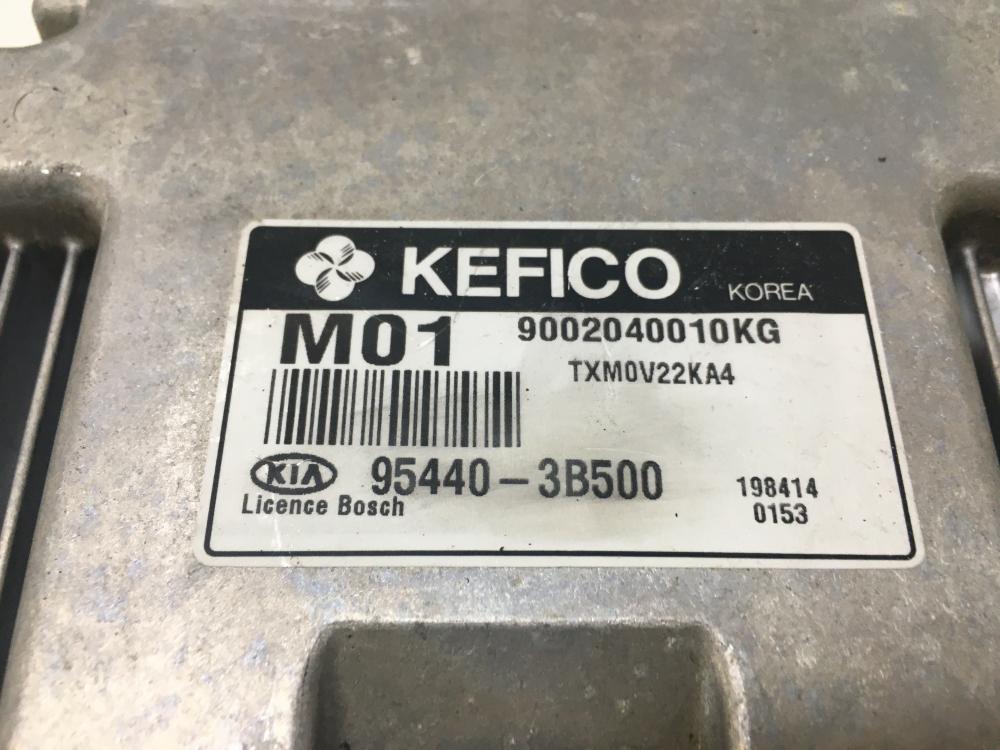 KEFICO KOREA
M01 9002040010KG
TXM0V22KA4
KIA 95440-3B500
Licence Bosch
198414
0153